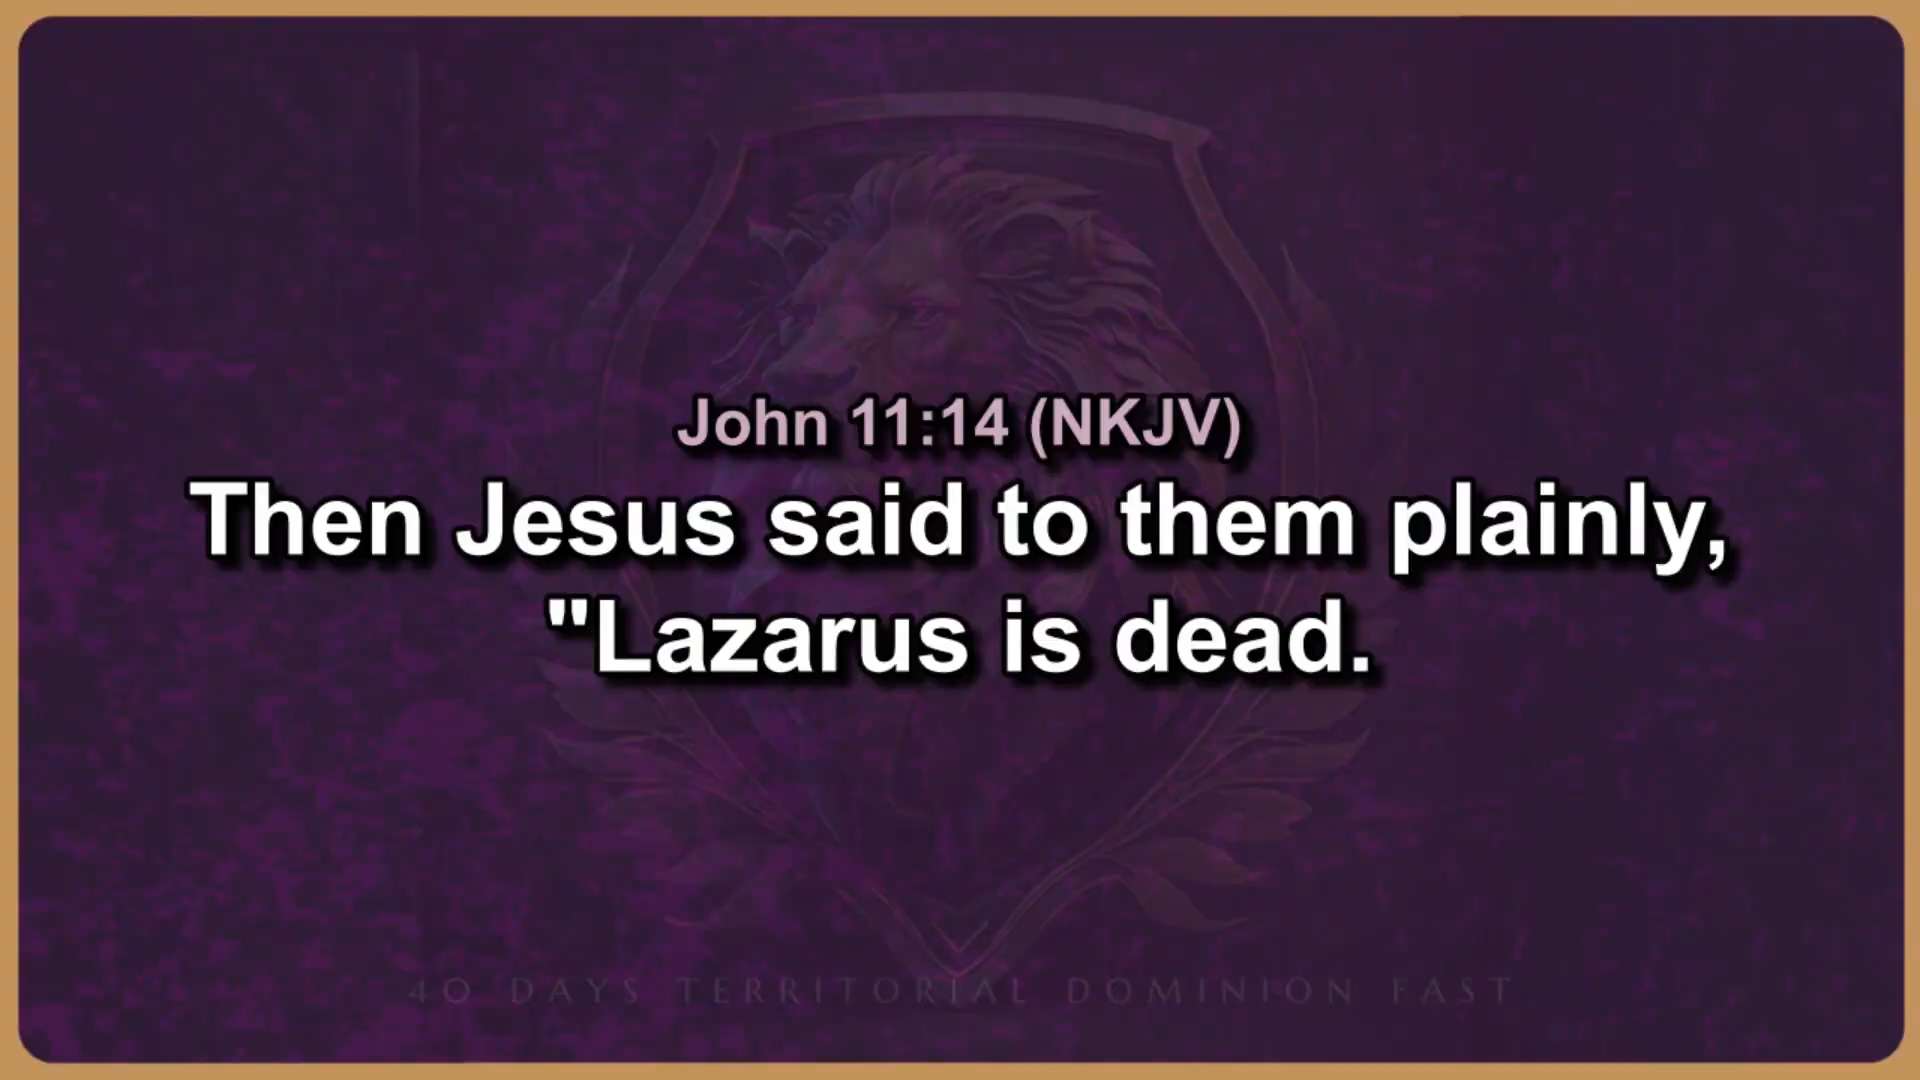 John 11:14 (NKJV)
Then Jesus said to them plainly,
"Lazarus is dead.
40 DAYS TERRITORIAL DOMINION FAST